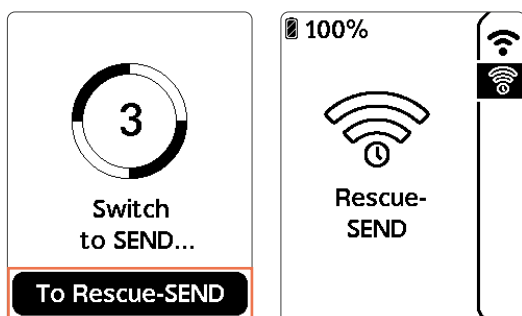 3
Switch
to SEND...
To Rescue-SEND
100%
Rescue-
SEND